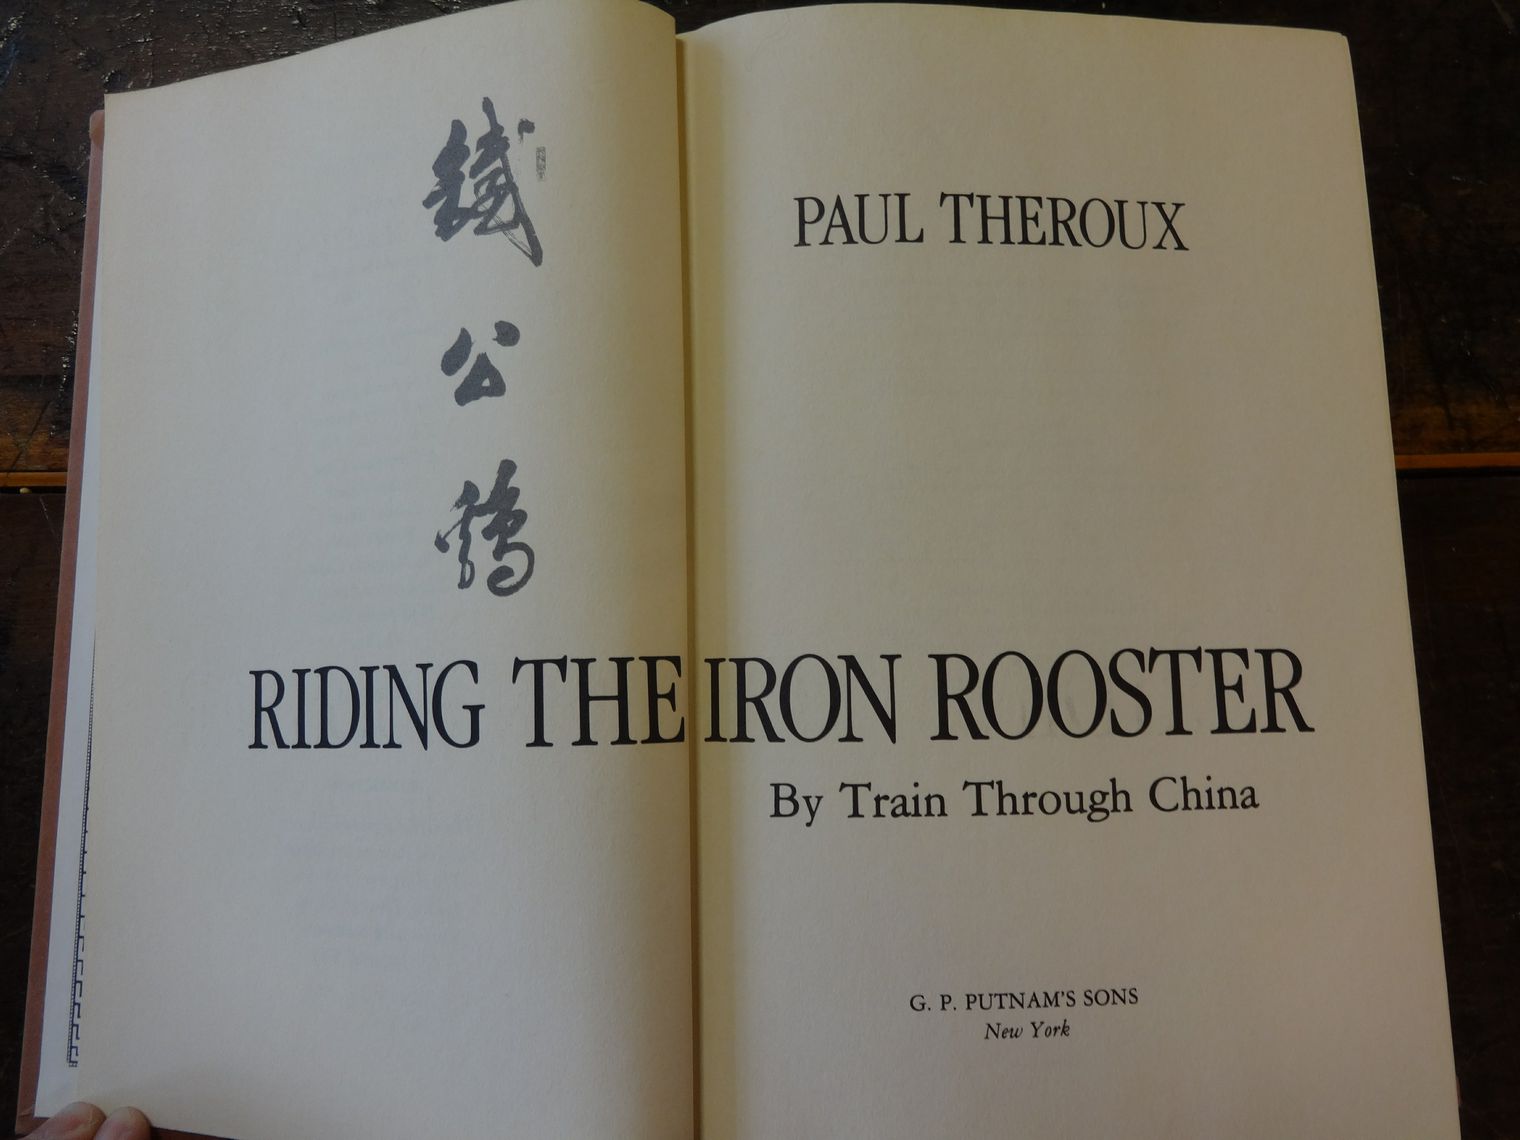 鐵公鷄
PAUL THEROUX
RIDING THE IRON ROOSTER
By Train Through China
G. P. PUTNAM'S SONS
New York